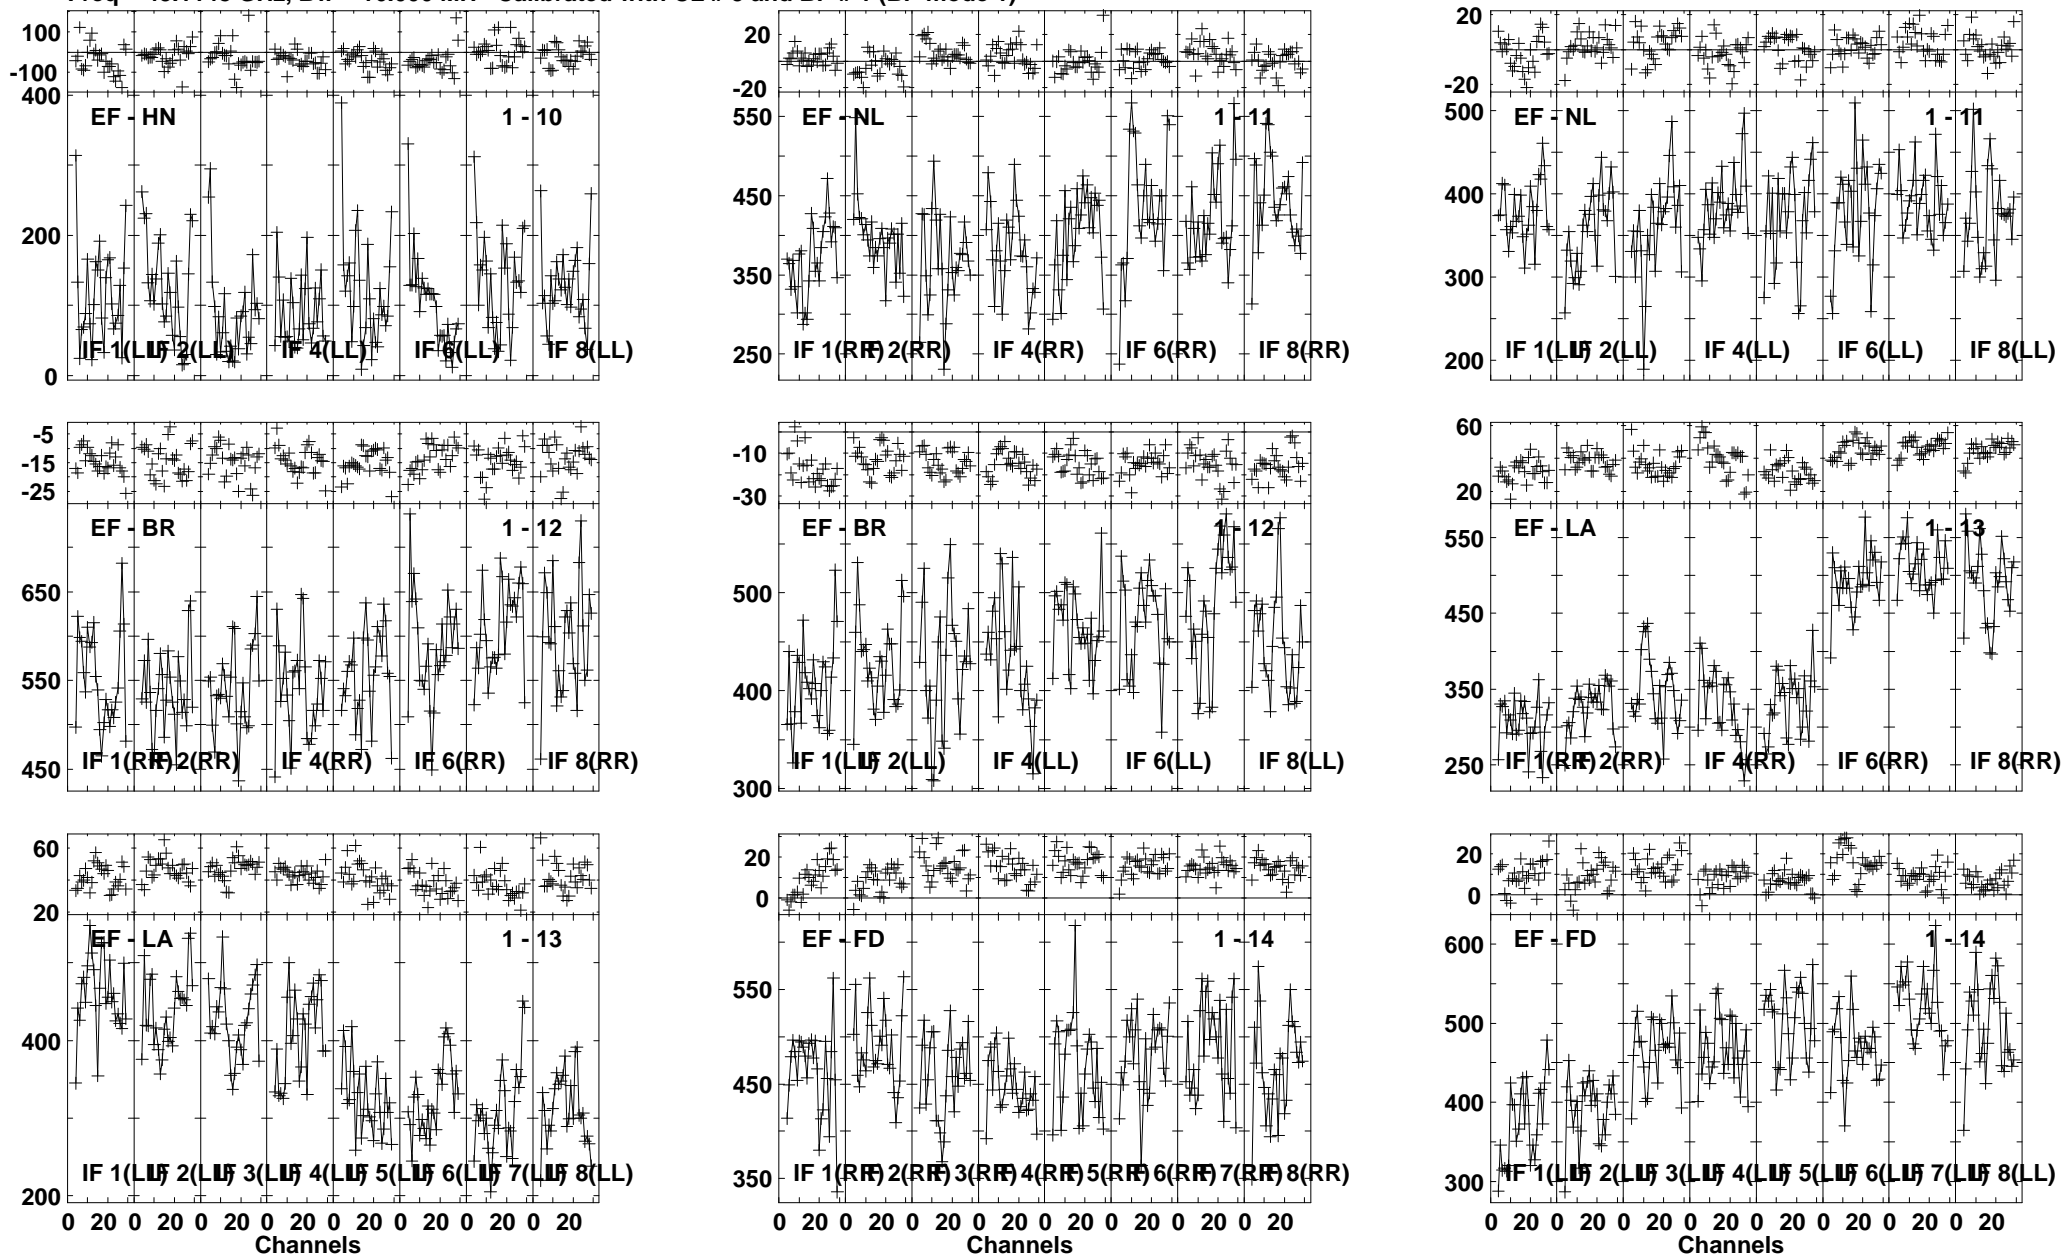 100
-100
400
200
0
EF - HN
1 - 10
IF 1(LL)
IF 2(LL)
IF 4(LL)
IF 6(LL)
IF 8(LL)
20
0
-20
550
450
350
250
EF - NL
1 - 11
IF 1(RR)
IF 2(RR)
IF 4(RR)
IF 6(RR)
IF 8(RR)
20
-20
500
400
300
200
EF - NL
1 - 11
IF 1(LL)
IF 2(LL)
IF 4(LL)
IF 6(LL)
IF 8(LL)
-5
-15
-25
650
550
450
EF - BR
1 - 12
IF 1(RR)
IF 2(RR)
IF 4(RR)
IF 6(RR)
IF 8(RR)
-10
-30
500
400
300
EF - BR
1 - 12
IF 1(LL)
IF 2(LL)
IF 4(LL)
IF 6(LL)
IF 8(LL)
60
20
550
450
350
250
EF - LA
1 - 13
IF 1(RR)
IF 2(RR)
IF 4(RR)
IF 6(RR)
IF 8(RR)
60
40
20
400
200
EF - LA
1 - 13
IF 1(LL)
IF 2(LL)
IF 3(LL)
IF 4(LL)
IF 5(LL)
IF 6(LL)
IF 7(LL)
IF 8(LL)
0 20 0 20 0 20 0 20 0 20 0 20 0 20 0 20
Channels
20
0
550
450
350
EF - FD
1 - 14
IF 1(RR)
IF 2(RR)
IF 3(RR)
IF 4(RR)
IF 5(RR)
IF 6(RR)
IF 7(RR)
IF 8(RR)
0 20 0 20 0 20 0 20 0 20 0 20 0 20 0 20
Channels
20
0
600
500
400
300
EF - FD
1 - 14
IF 1(LL)
IF 2(LL)
IF 3(LL)
IF 4(LL)
IF 5(LL)
IF 6(LL)
IF 7(LL)
IF 8(LL)
0 20 0 20 0 20 0 20 0 20 0 20 0 20 0 20
Channels